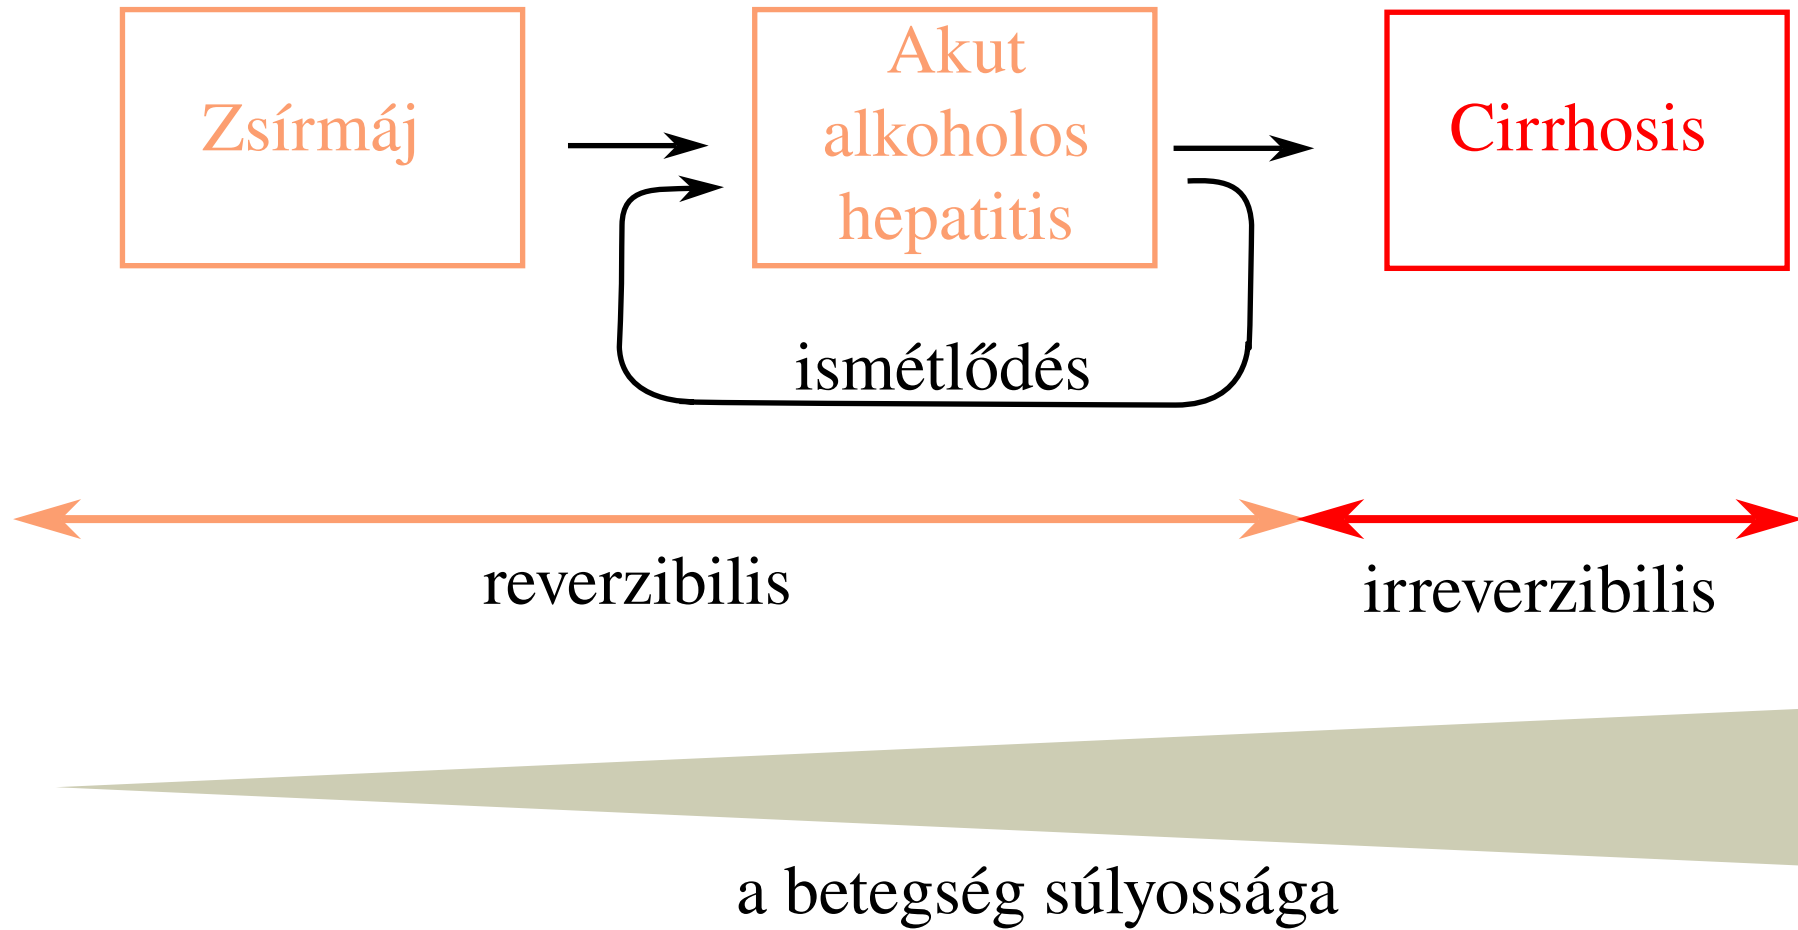 Zsírmáj
Akut
alkoholos
hepatitis
Cirrhosis
ismétlődés
reverzibilis
irreverzibilis
a betegség súlyossága